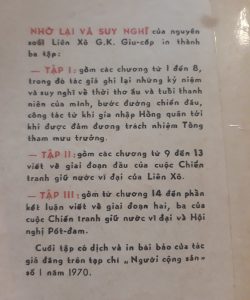 NHỚ LẠI VÀ SUY NGHĨ của nguyên
soái Liên Xô G.K. Giu-cốp in thành
ba tập:
— TẬP I: gồm các chương từ 1 đến 8,
trong đó tác giả ghi lại những kỷ niệm
và suy nghĩ về thời thơ ấu và tuổi thanh
niên của mình, bước đường chiến đấu,
công tác từ khi gia nhập Hồng quân tới
khi được đảm đương trách nhiệm Tổng
tham mưu trưởng.
— TẬP II: gồm các chương từ 9 đến 13
viết về giai đoạn đầu của cuộc Chiến
tranh giữ nước vĩ đại của Liên Xô.
— TẬP III: gồm từ chương 14 đến phần
kết luận viết về giai đoạn hai, ba của
cuộc Chiến tranh giữ nước vĩ đại và Hội
nghị Pốt-đam.
Cuối tập có dịch và in bài báo của tác
giả đăng trên tạp chí „Người cộng sản"
số 1 năm 1970.